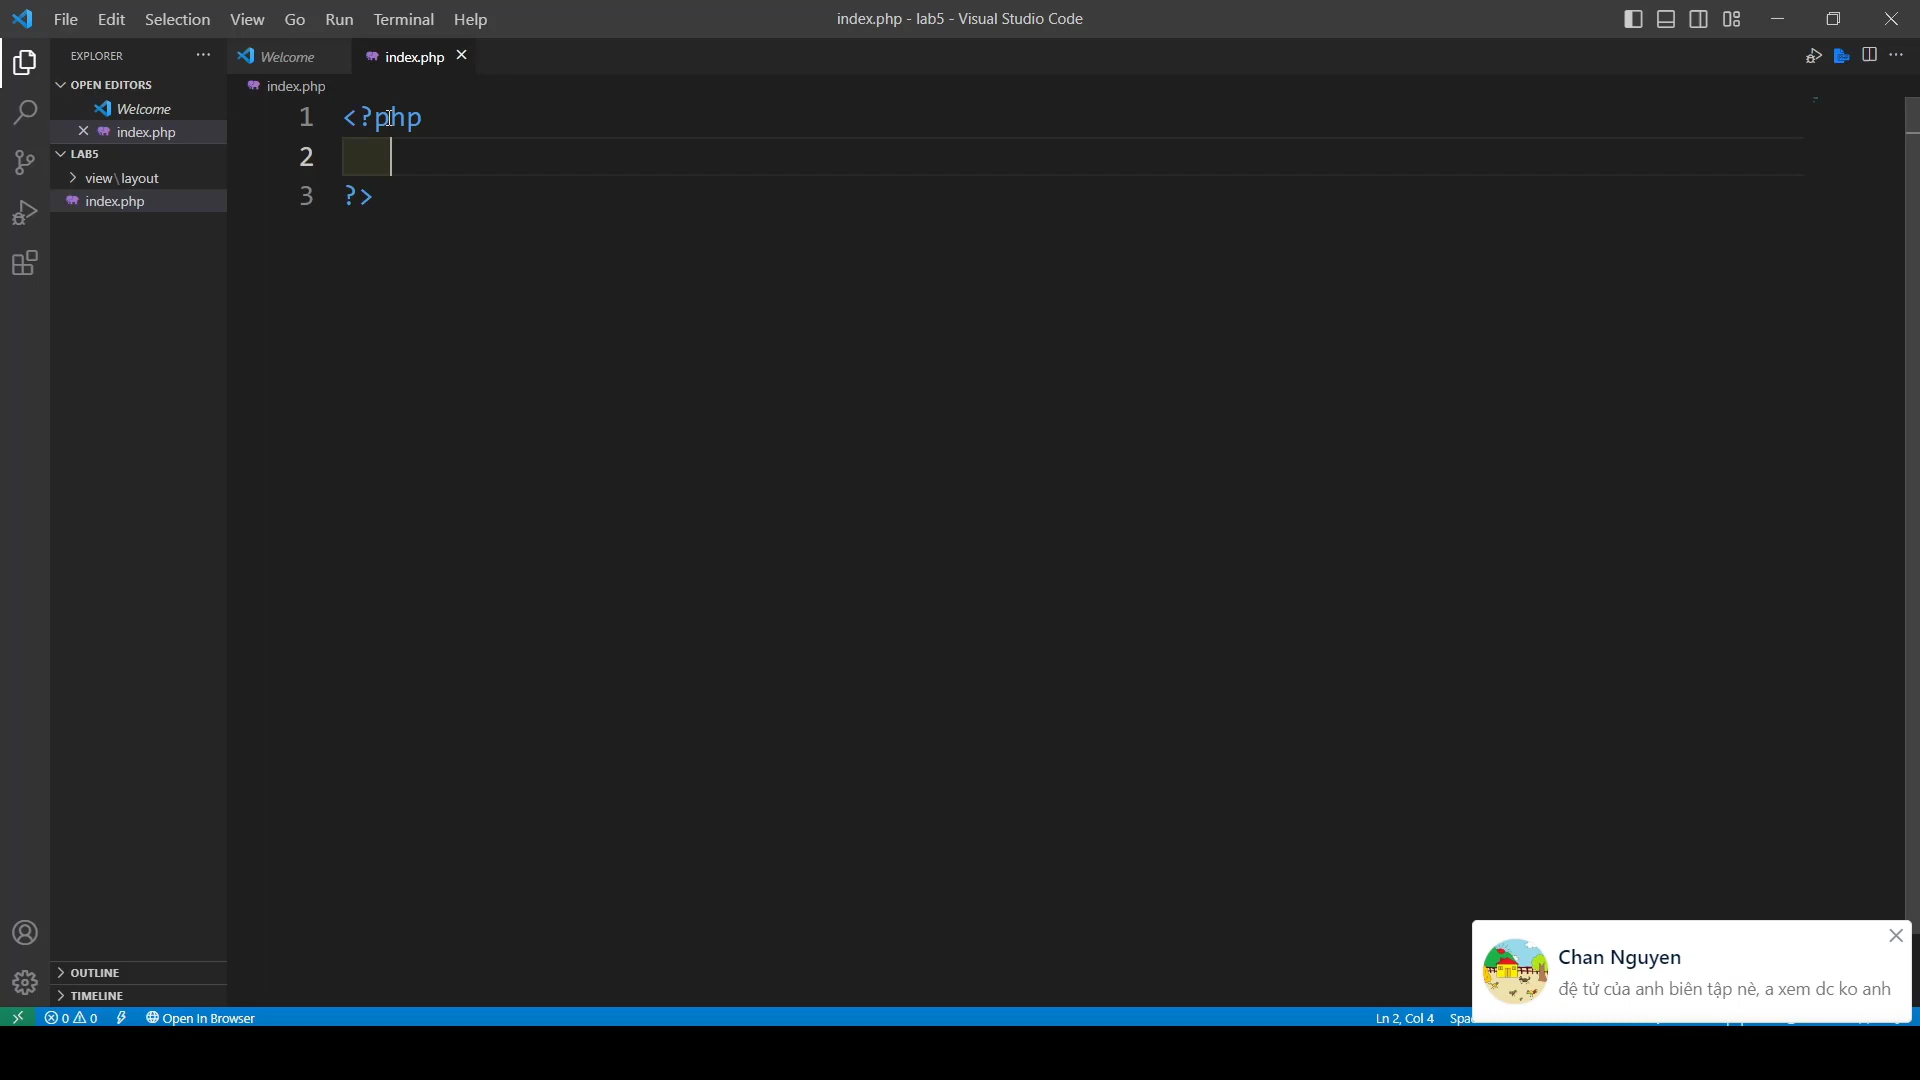 File Edit Selection View Go Run Terminal Help
index.php - lab5 - Visual Studio Code
EXPLORER
Welcome
index.php
OPEN EDITORS
Welcome
index.php
LAB5
view\layout
index.php
index.php
1 <?php
2
3 ?>
OUTLINE
TIMELINE
Chan Nguyen
đệ tử của anh biên tập nè, a xem dc ko anh
0 0 Open In Browser
Ln 2, Col 4